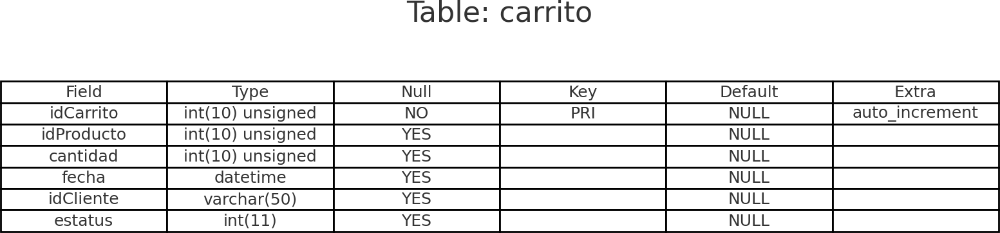 Table: carrito
Field Type Null Key Default Extra
idCarrito int(10) unsigned NO PRI NULL auto_increment
idProducto int(10) unsigned YES NULL
cantidad int(10) unsigned YES NULL
fecha datetime YES NULL
idCliente varchar(50) YES NULL
estatus int(11) YES NULL